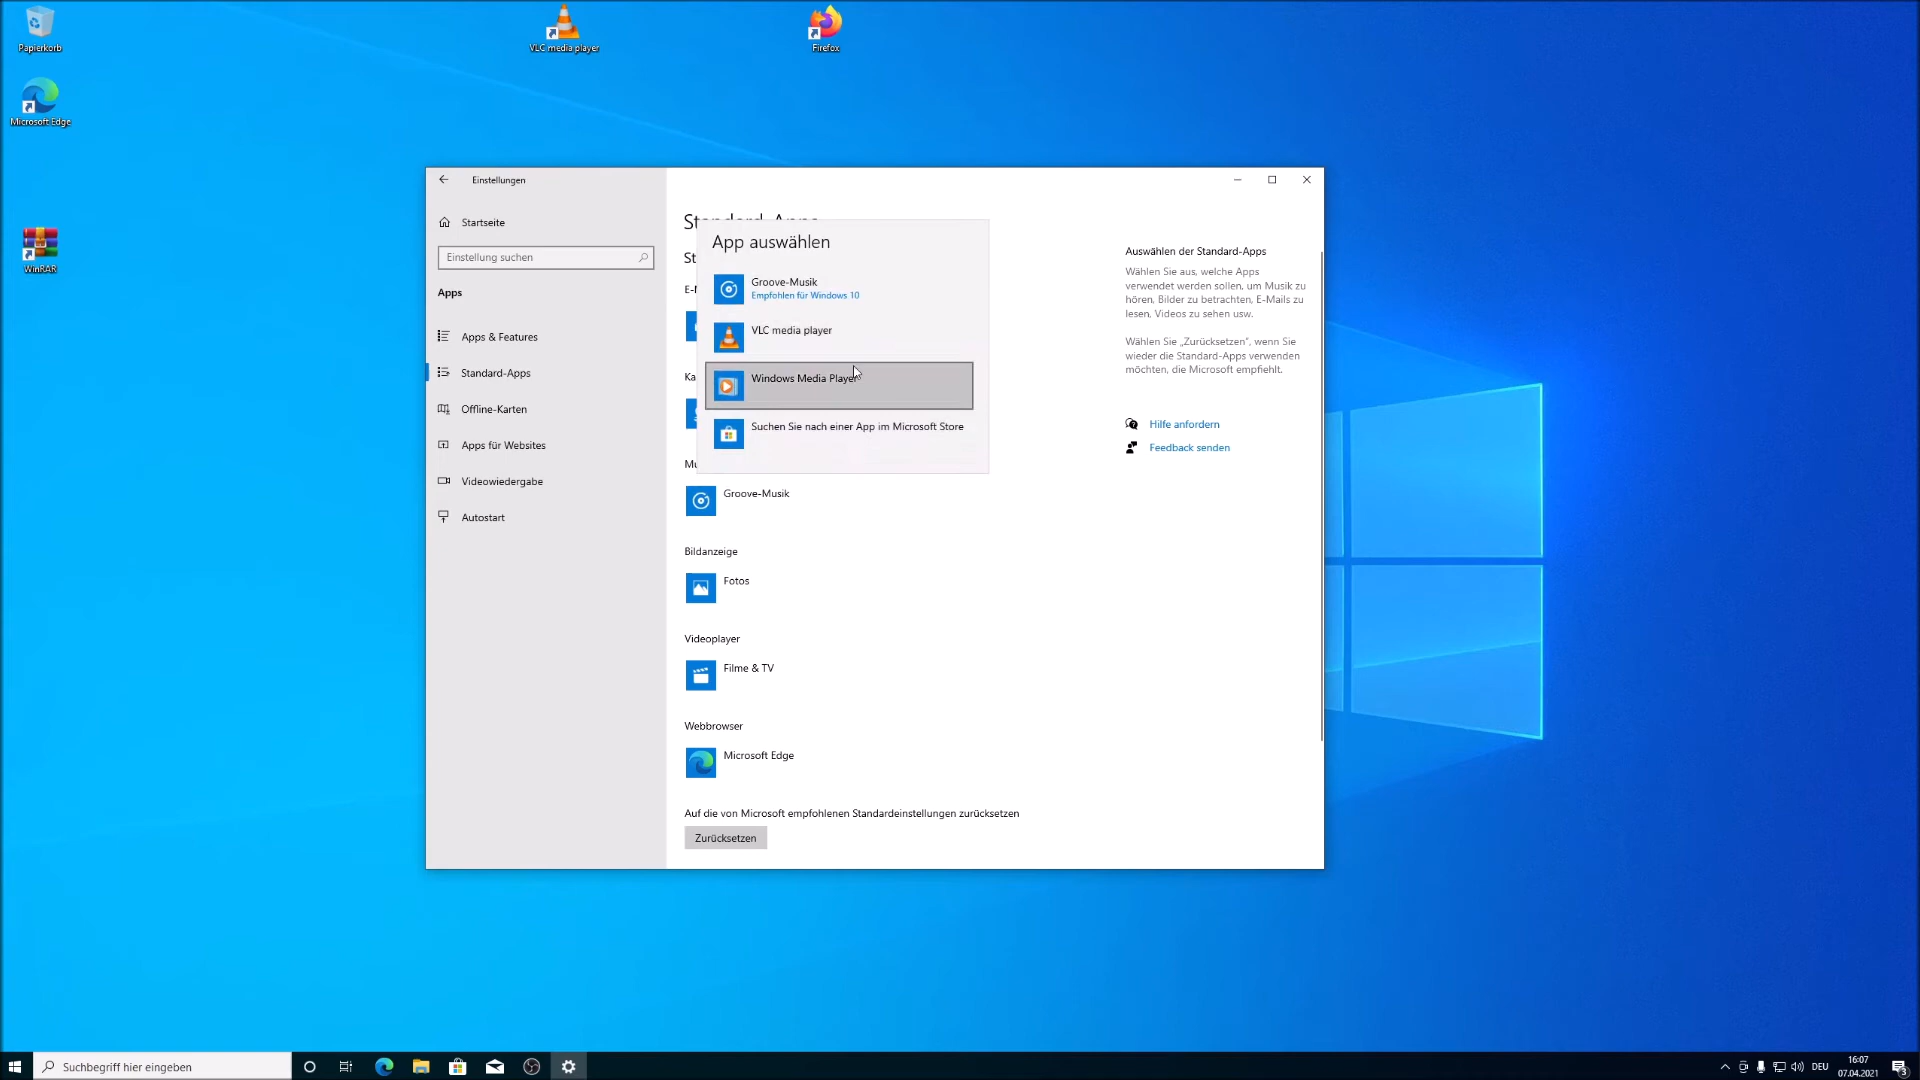 Papierkorb
VLC media player
Firefox
Microsoft Edge
WinRAR
Einstellungen
Startseite
Einstellung suchen
Apps
Apps & Features
Standard-Apps
Offline-Karten
Apps für Websites
Videowiedergabe
Autostart
App auswählen
Groove-Musik
Empfohlen für Windows 10
VLC media player
Windows Media Player
Suchen Sie nach einer App im Microsoft Store
Groove-Musik
Bildanzeige
Fotos
Videoplayer
Filme & TV
Webbrowser
Microsoft Edge
Auf die von Microsoft empfohlenen Standardeinstellungen zurücksetzen
Zurücksetzen
Auswählen der Standard-Apps
Wählen Sie aus, welche Apps
verwendet werden sollen, um Musik zu
hören, Bilder zu betrachten, E-Mails zu
lesen, Videos zu sehen usw.
Wählen Sie „Zurücksetzen", wenn Sie
wieder die Standard-Apps verwenden
möchten, die Microsoft empfiehlt.
Hilfe anfordern
Feedback senden
Suchbegriff hier eingeben
DEU
16:07
07.04.2021
3